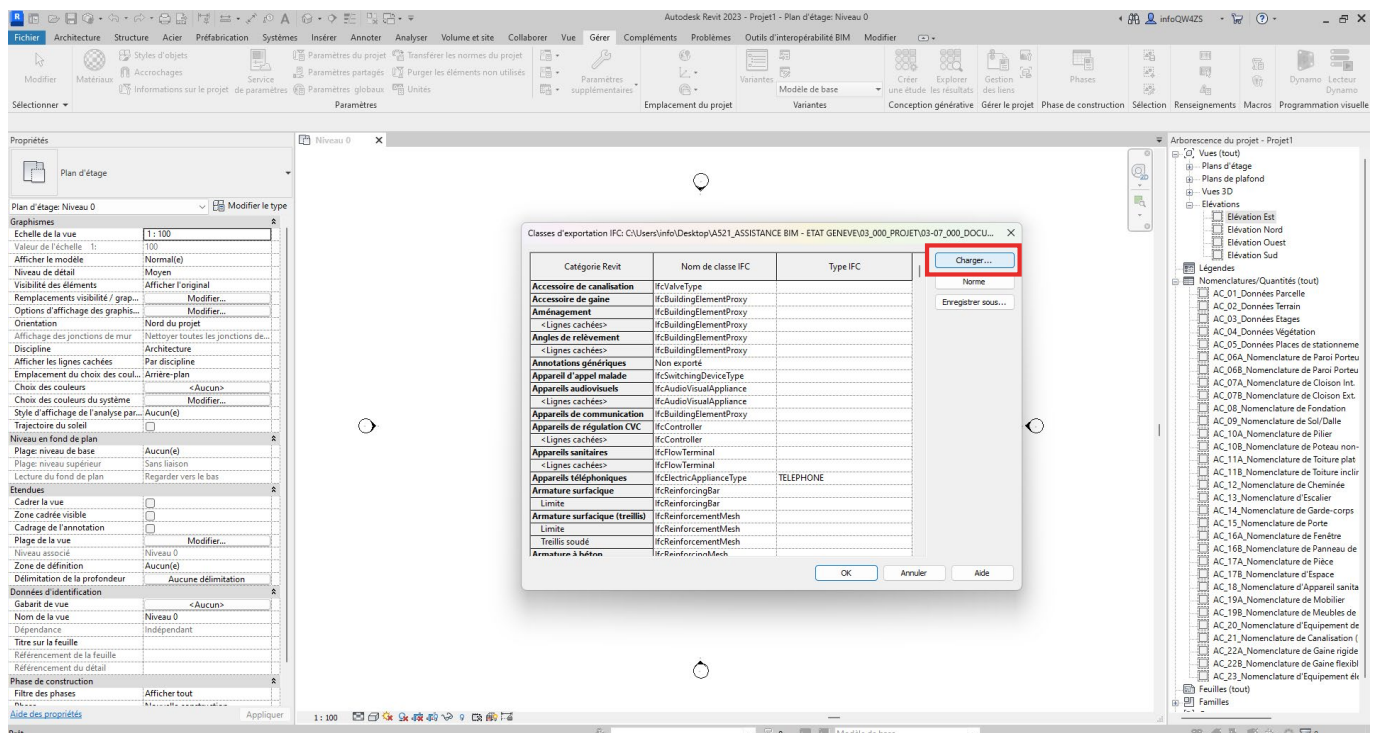 Autodesk Revit 2023 - Projet1 - Plan d'étage: Niveau 0
infoQW4ZS
Fichier Architecture Structure Acier Préfabrication Systèmes Insérer Annoter Analyser Volume et site Collaborer Vue Gérer Compléments Problèmes Outils d'interopérabilité BIM Modifier
Modifier
Matériaux
Styles d'objets
Accrochages
Informations sur le projet
Service de paramètres
Paramètres du projet
Paramètres partagés
Paramètres globaux
Transférer les normes du projet
Purger les éléments non utilisés
Unités
Paramètres supplémentaires
Variantes
Modèle de base
Créer une étude
Explorer les résultats
Gestion des liens
Phases
Dynamo
Lecteur Dynamo
Sélectionner
Paramètres
Emplacement du projet
Variantes
Conception générative
Gérer le projet
Phase de construction
Sélection
Renseignements
Macros
Programmation visuelle
Propriétés
Plan d'étage
Plan d'étage: Niveau 0
Modifier le type
Graphismes
Echelle de la vue 1 : 100
Valeur de l'échelle 1: 100
Afficher le modèle Normal(e)
Niveau de détail Moyen
Visibilité des éléments Afficher l'original
Remplacements visibilité / grap... Modifier...
Options d'affichage des graphis... Modifier...
Orientation Nord du projet
Affichage des jonctions de mur Nettoyer toutes les jonctions de...
Discipline Architecture
Afficher les lignes cachées Par discipline
Emplacement du choix des coul... Arrière-plan
Choix des couleurs <Aucun>
Choix des couleurs du système Modifier...
Style d'affichage de l'analyse par... Aucun(e)
Trajectoire du soleil
Niveau en fond de plan
Plage: niveau de base Aucun(e)
Plage: niveau supérieur Sans liaison
Lecture du fond de plan Regarder vers le bas
Etendues
Cadrer la vue
Zone cadrée visible
Cadrage de l'annotation
Plage de la vue Modifier...
Niveau associé Niveau 0
Zone de définition Aucun(e)
Délimitation de la profondeur Aucune délimitation
Données d'identification
Gabarit de vue <Aucun>
Nom de la vue Niveau 0
Dépendance Indépendant
Titre sur la feuille
Référencement de la feuille
Référencement du détail
Phase de construction
Filtre des phases Afficher tout
Aide des propriétés
Appliquer
Niveau 0
Classes d'exportation IFC: C:\Users\info\Desktop\A521_ASSISTANCE BIM - ETAT GENEVE\03_000_PROJET\03-07_000_DOCU...
Catégorie Revit Nom de classe IFC Type IFC
Accessoire de canalisation IfcValveType
Accessoire de gaine IfcBuildingElementProxy
Aménagement IfcBuildingElementProxy
<Lignes cachées> IfcBuildingElementProxy
Angles de relèvement IfcBuildingElementProxy
<Lignes cachées> IfcBuildingElementProxy
Annotations génériques Non exporté
Appareil d'appel malade IfcSwitchingDeviceType
Appareils audiovisuels IfcAudioVisualAppliance
<Lignes cachées> IfcAudioVisualAppliance
Appareils de communication IfcBuildingElementProxy
Appareils de régulation CVC IfcController
<Lignes cachées> IfcController
Appareils sanitaires IfcFlowTerminal
<Lignes cachées> IfcFlowTerminal
Appareils téléphoniques IfcElectricApplianceType TELEPHONE
Armature surfacique IfcReinforcingBar
Limite IfcReinforcingBar
Armature surfacique (treillis) IfcReinforcementMesh
Limite IfcReinforcementMesh
Treillis soudé IfcReinforcementMesh
Armature à béton IfcReinforcingMesh
Charger...
Norme
Enregistrer sous...
OK
Annuler
Aide
1 : 100
Arborescence du projet - Projet1
Vues (tout)
Plans d'étage
Plans de plafond
Vues 3D
Elévations
Elévation Est
Elévation Nord
Elévation Ouest
Elévation Sud
Légendes
Nomenclatures/Quantités (tout)
AC_01_Données Parcelle
AC_02_Données Terrain
AC_03_Données Etages
AC_04_Données Végétation
AC_05_Données Places de stationneme
AC_06A_Nomenclature de Paroi Porteu
AC_06B_Nomenclature de Paroi Porteu
AC_07A_Nomenclature de Cloison Int.
AC_07B_Nomenclature de Cloison Ext.
AC_08_Nomenclature de Fondation
AC_09_Nomenclature de Sol/Dalle
AC_10A_Nomenclature de Pilier
AC_10B_Nomenclature de Poteau non-
AC_11A_Nomenclature de Toiture plat
AC_11B_Nomenclature de Toiture inclir
AC_12_Nomenclature de Cheminée
AC_13_Nomenclature d'Escalier
AC_14_Nomenclature de Garde-corps
AC_15_Nomenclature de Porte
AC_16A_Nomenclature de Fenêtre
AC_16B_Nomenclature de Panneau de
AC_17A_Nomenclature de Pièce
AC_17B_Nomenclature d'Espace
AC_18_Nomenclature d'Appareil sanita
AC_19A_Nomenclature de Mobilier
AC_19B_Nomenclature de Meubles de
AC_20_Nomenclature d'Equipement de
AC_21_Nomenclature de Canalisation (
AC_22A_Nomenclature de Gaine rigide
AC_22B_Nomenclature de Gaine flexibl
AC_23_Nomenclature d'Equipement éle
Feuilles (tout)
Familles